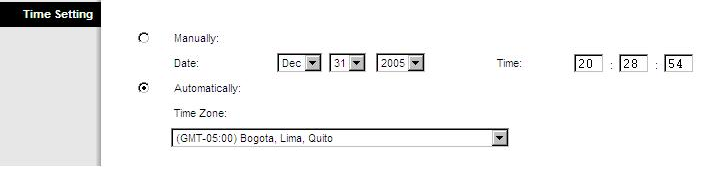 Time Setting
Manually:
Date: Dec 31 2005 Time: 20 : 28 : 54
Automatically:
Time Zone:
(GMT-05:00) Bogota, Lima, Quito